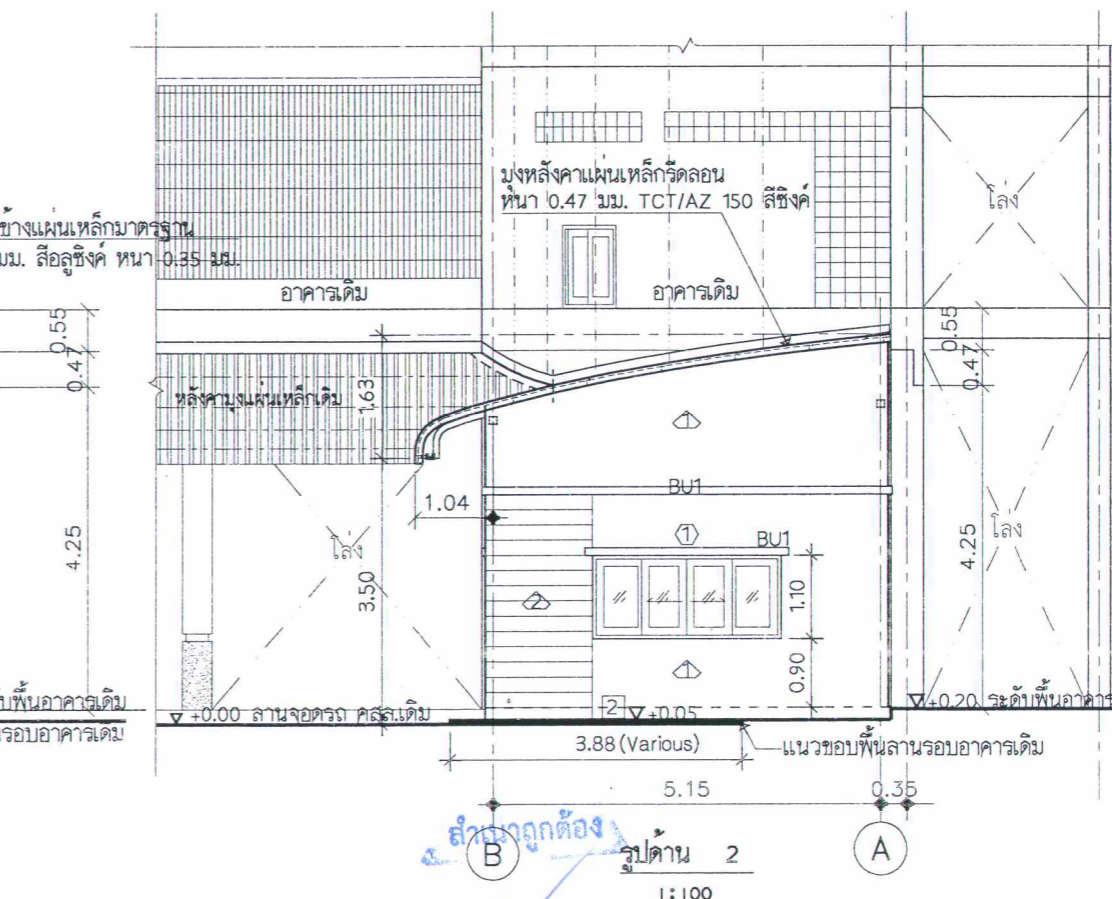 มุงหลังคาแผ่นเหล็กรีดลอน
หนา 0.47 มม. TCT/AZ 150 สีซิงค์
โล่ง
ข้างแผ่นเหล็กมาตรฐาน
มม. สีอลูซิงค์ หนา 0.35 มม.
อาคารเดิม
อาคารเดิม
0.55
0.47
4.25
หลังคามุงแผ่นเหล็กเดิม
1.63
1
0.55
0.47
4.25
BU1
1.04
1
BU1
โล่ง
โล่ง
3.50
2
1.10
1
0.90
ับพื้นอาคารเดิม
+0.00 ลานจอดรถ คสล.เดิม
2
+0.05
+0.20 ระดับพื้นอาคาร
นรอบอาคารเดิม
3.88 (Various)
แนวขอบพื้นลานรอบอาคารเดิม
5.15
0.35
สำเนาถูกต้อง
B
A
รูปด้าน 2
1:100